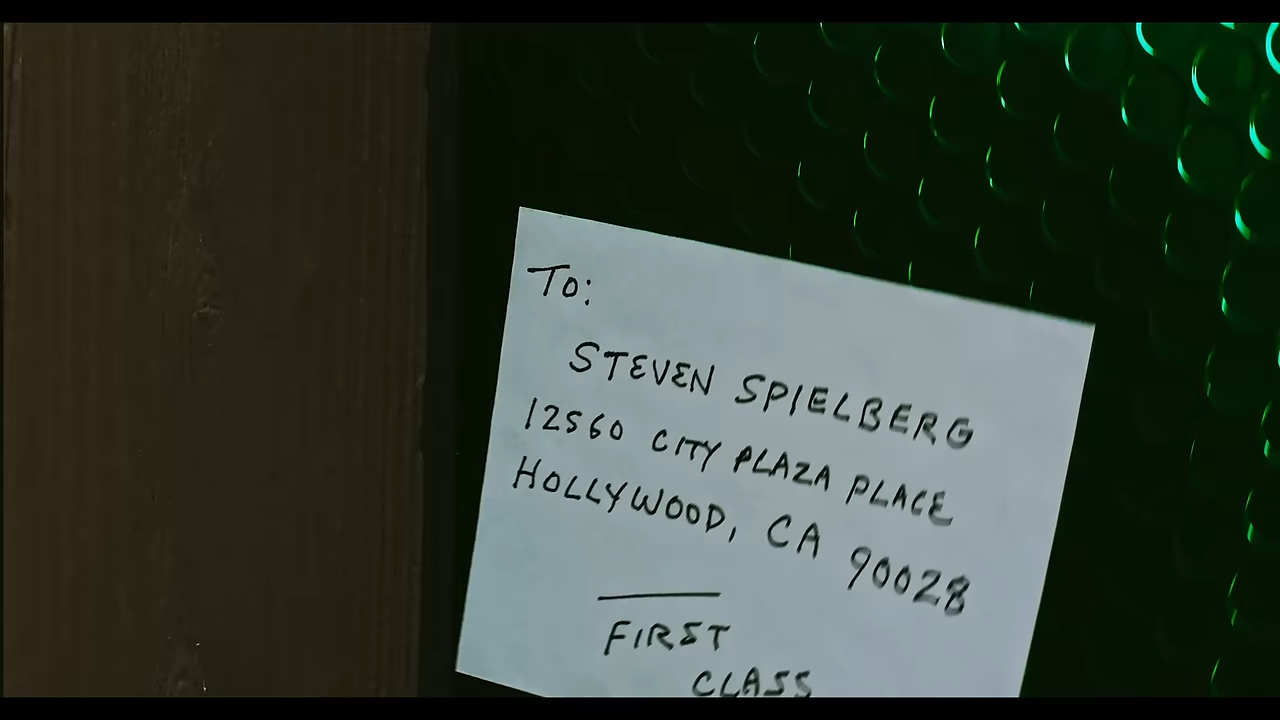 To:
STEVEN SPIELBERG
12560 CITY PLAZA PLACE
HOLLYWOOD, CA 90028
FIRST
CLASS